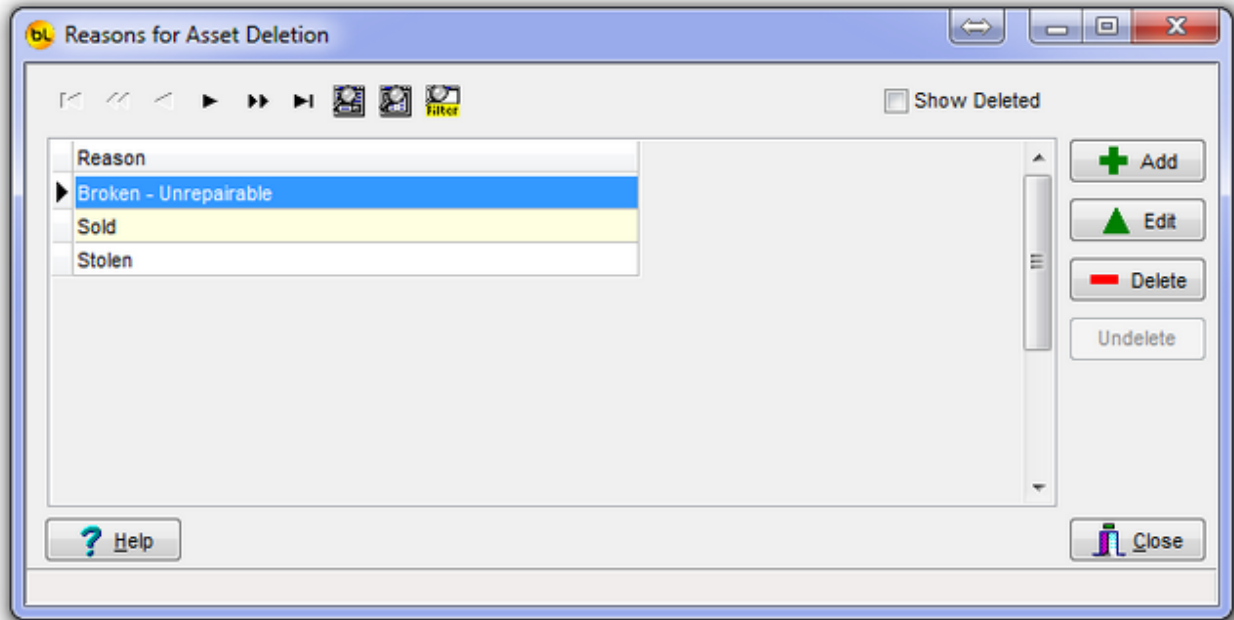 bL Reasons for Asset Deletion
Filter
Show Deleted
Reason
Add
Broken - Unrepairable
Sold
Edit
Stolen
Delete
Undelete
Help
Close